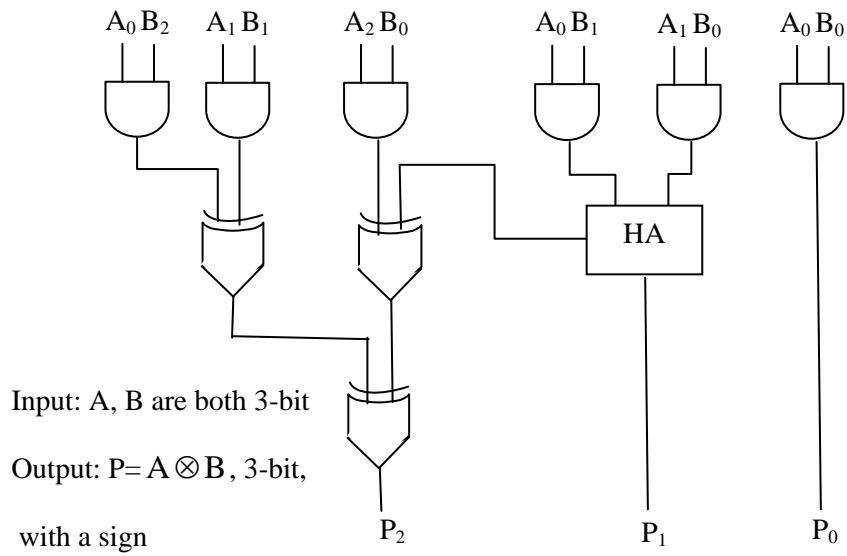 A₀ B₂ A₁ B₁ A₂ B₀ A₀ B₁ A₁ B₀ A₀ B₀
HA
Input: A, B are both 3-bit
Output: P= A ⊗ B, 3-bit,
with a sign
P₂ P₁ P₀